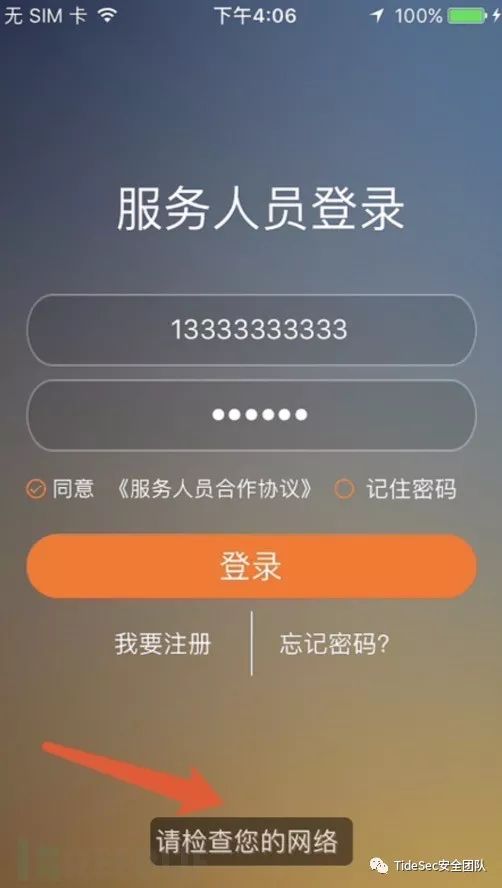 无 SIM 卡 下午4:06 100%
服务人员登录
13333333333
同意 《服务人员合作协议》 记住密码
登录
我要注册 忘记密码?
请检查您的网络
TideSec安全团队